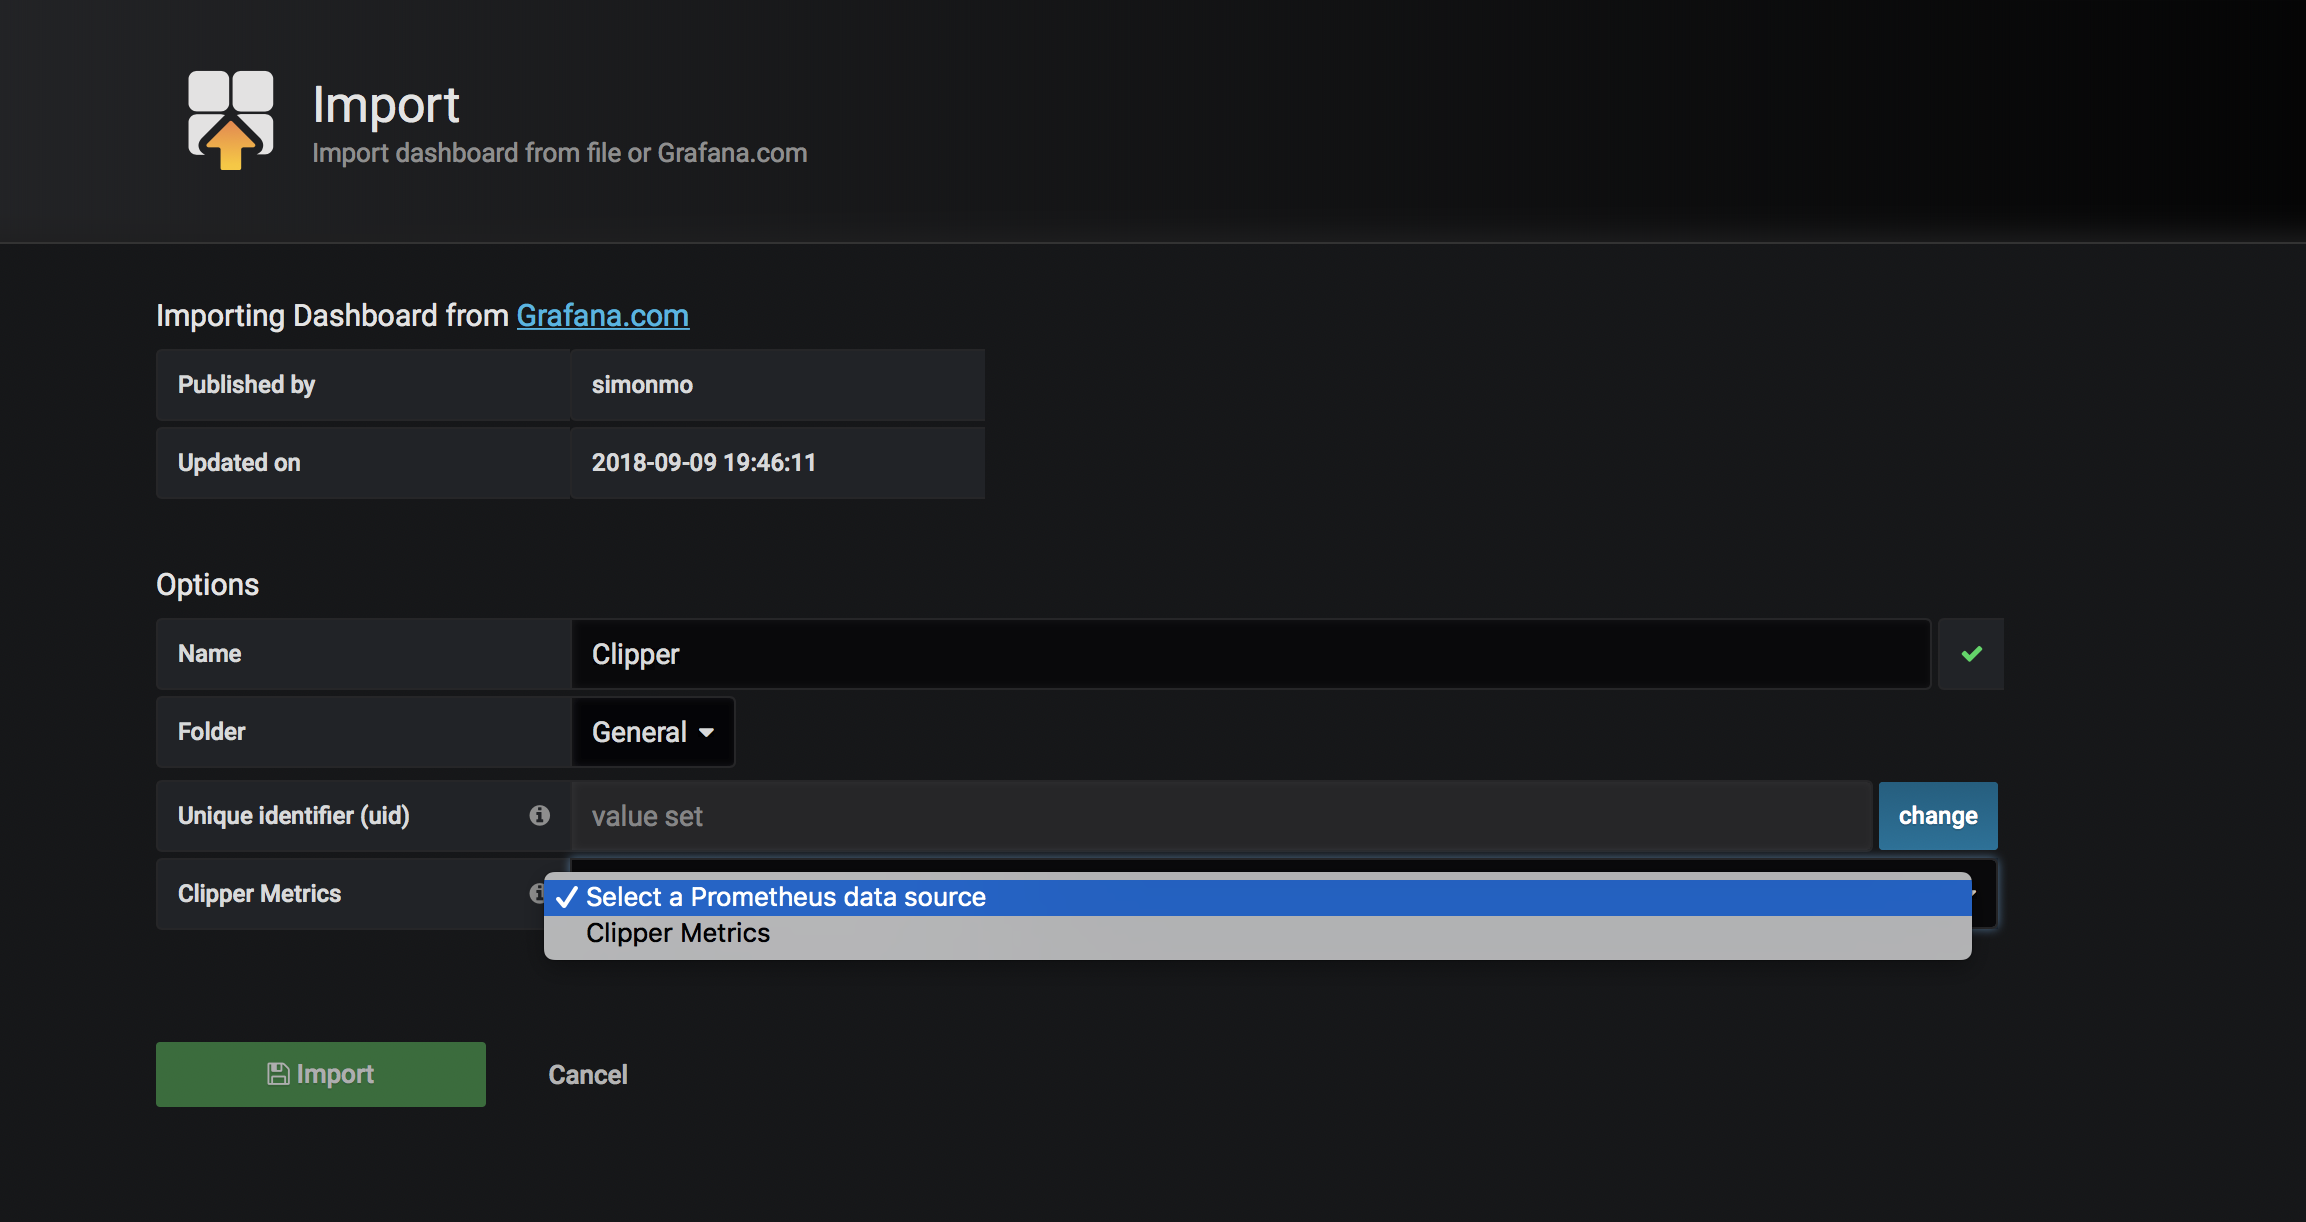 Import
Import dashboard from file or Grafana.com
Importing Dashboard from Grafana.com
Published by simonmo
Updated on 2018-09-09 19:46:11
Options
Name Clipper
Folder General
Unique identifier (uid) value set change
Clipper Metrics Select a Prometheus data source
Clipper Metrics
Import Cancel